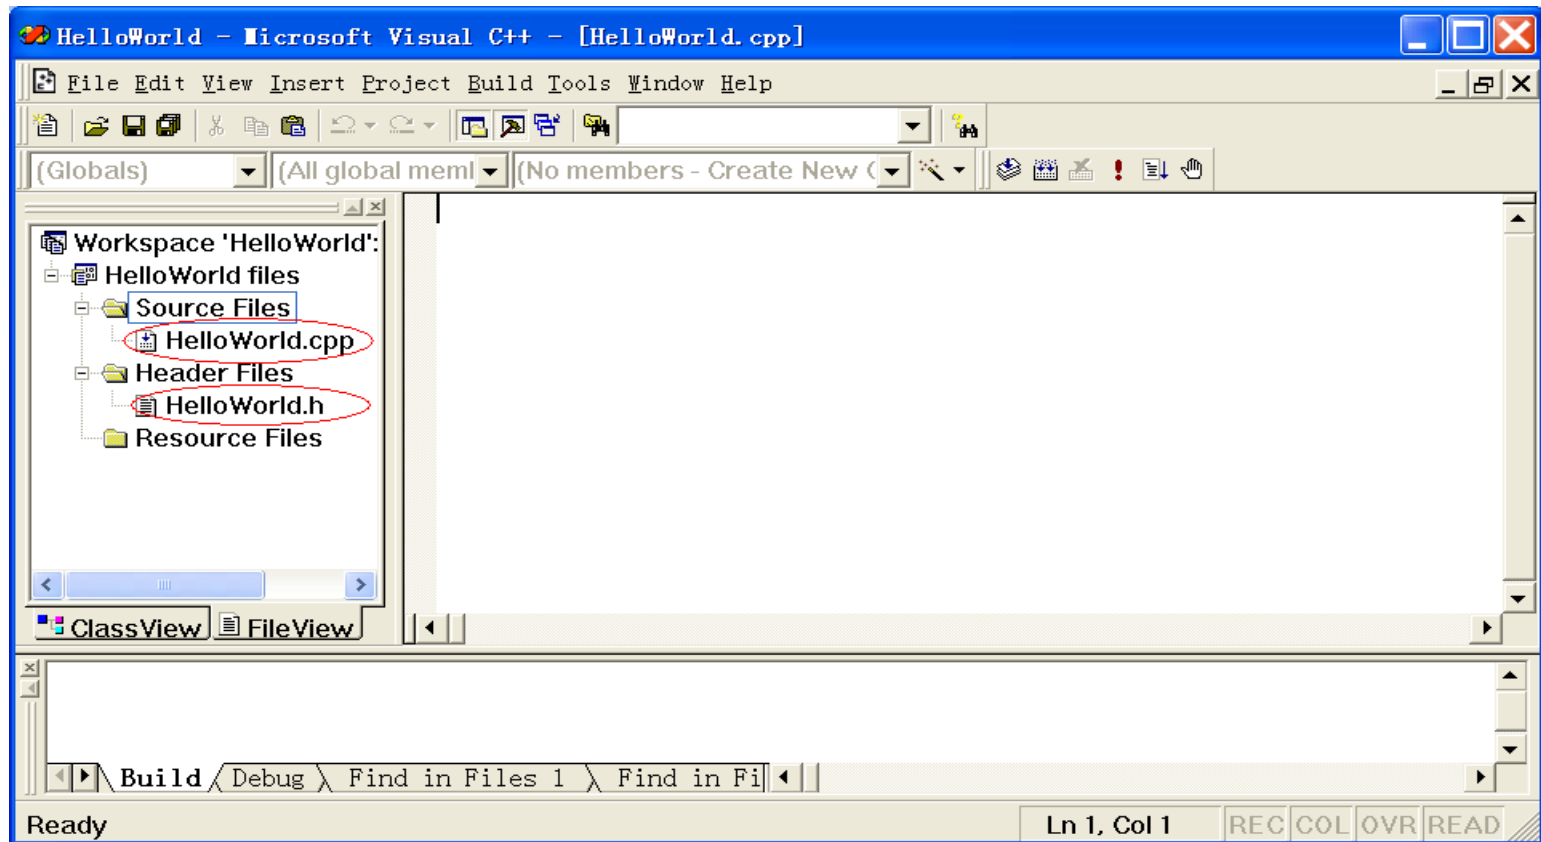 HelloWorld - Microsoft Visual C++ - [HelloWorld.cpp]
File Edit View Insert Project Build Tools Window Help
(Globals) (All global meml (No members - Create New (
Workspace 'HelloWorld':
HelloWorld files
Source Files
HelloWorld.cpp
Header Files
HelloWorld.h
Resource Files
ClassView FileView
Build Debug Find in Files 1 Find in Fi
Ready Ln 1, Col 1 REC COL OVR READ